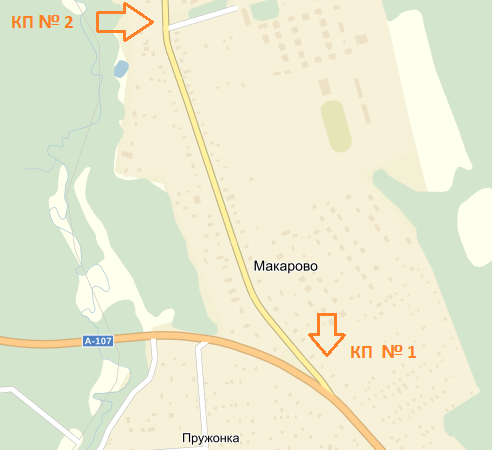 КП № 2
Макарово
А-107
КП № 1
Пружонка